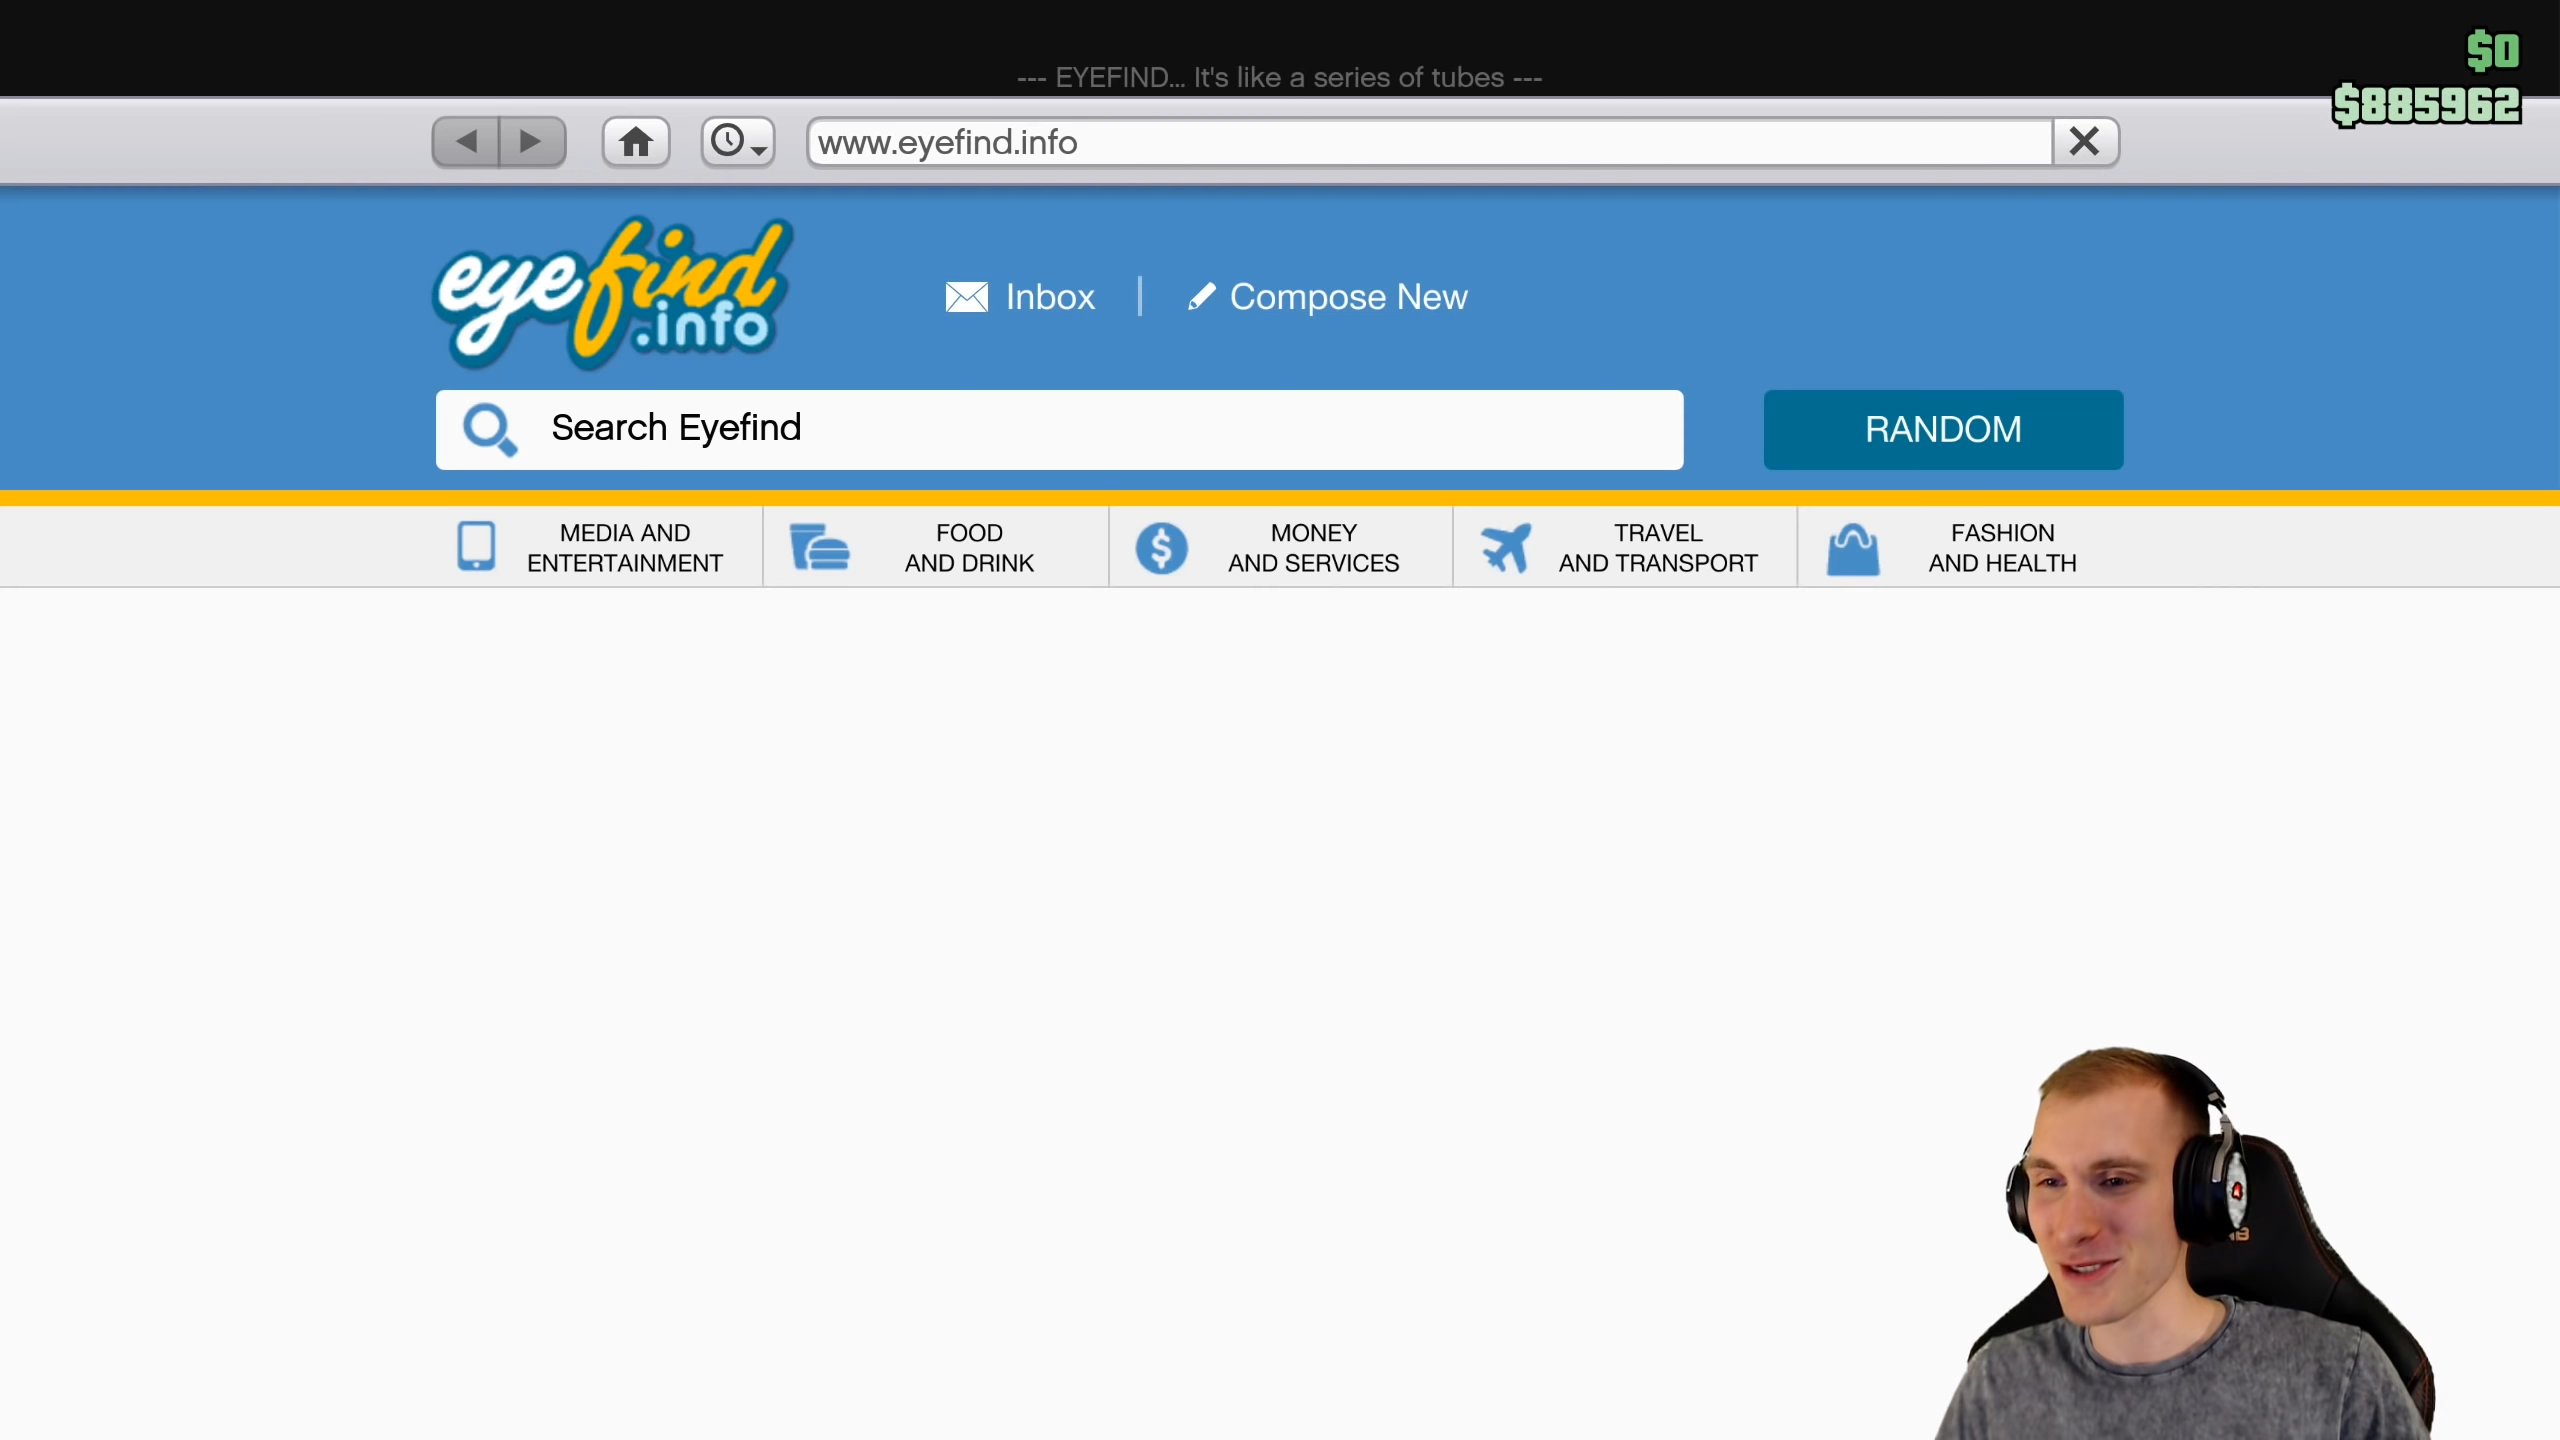 --- EYEFIND... It's like a series of tubes ---
$0
$885962
www.eyefind.info
eyefind
.info
Inbox
Compose New
Search Eyefind
RANDOM
MEDIA AND
ENTERTAINMENT
FOOD
AND DRINK
MONEY
AND SERVICES
TRAVEL
AND TRANSPORT
FASHION
AND HEALTH